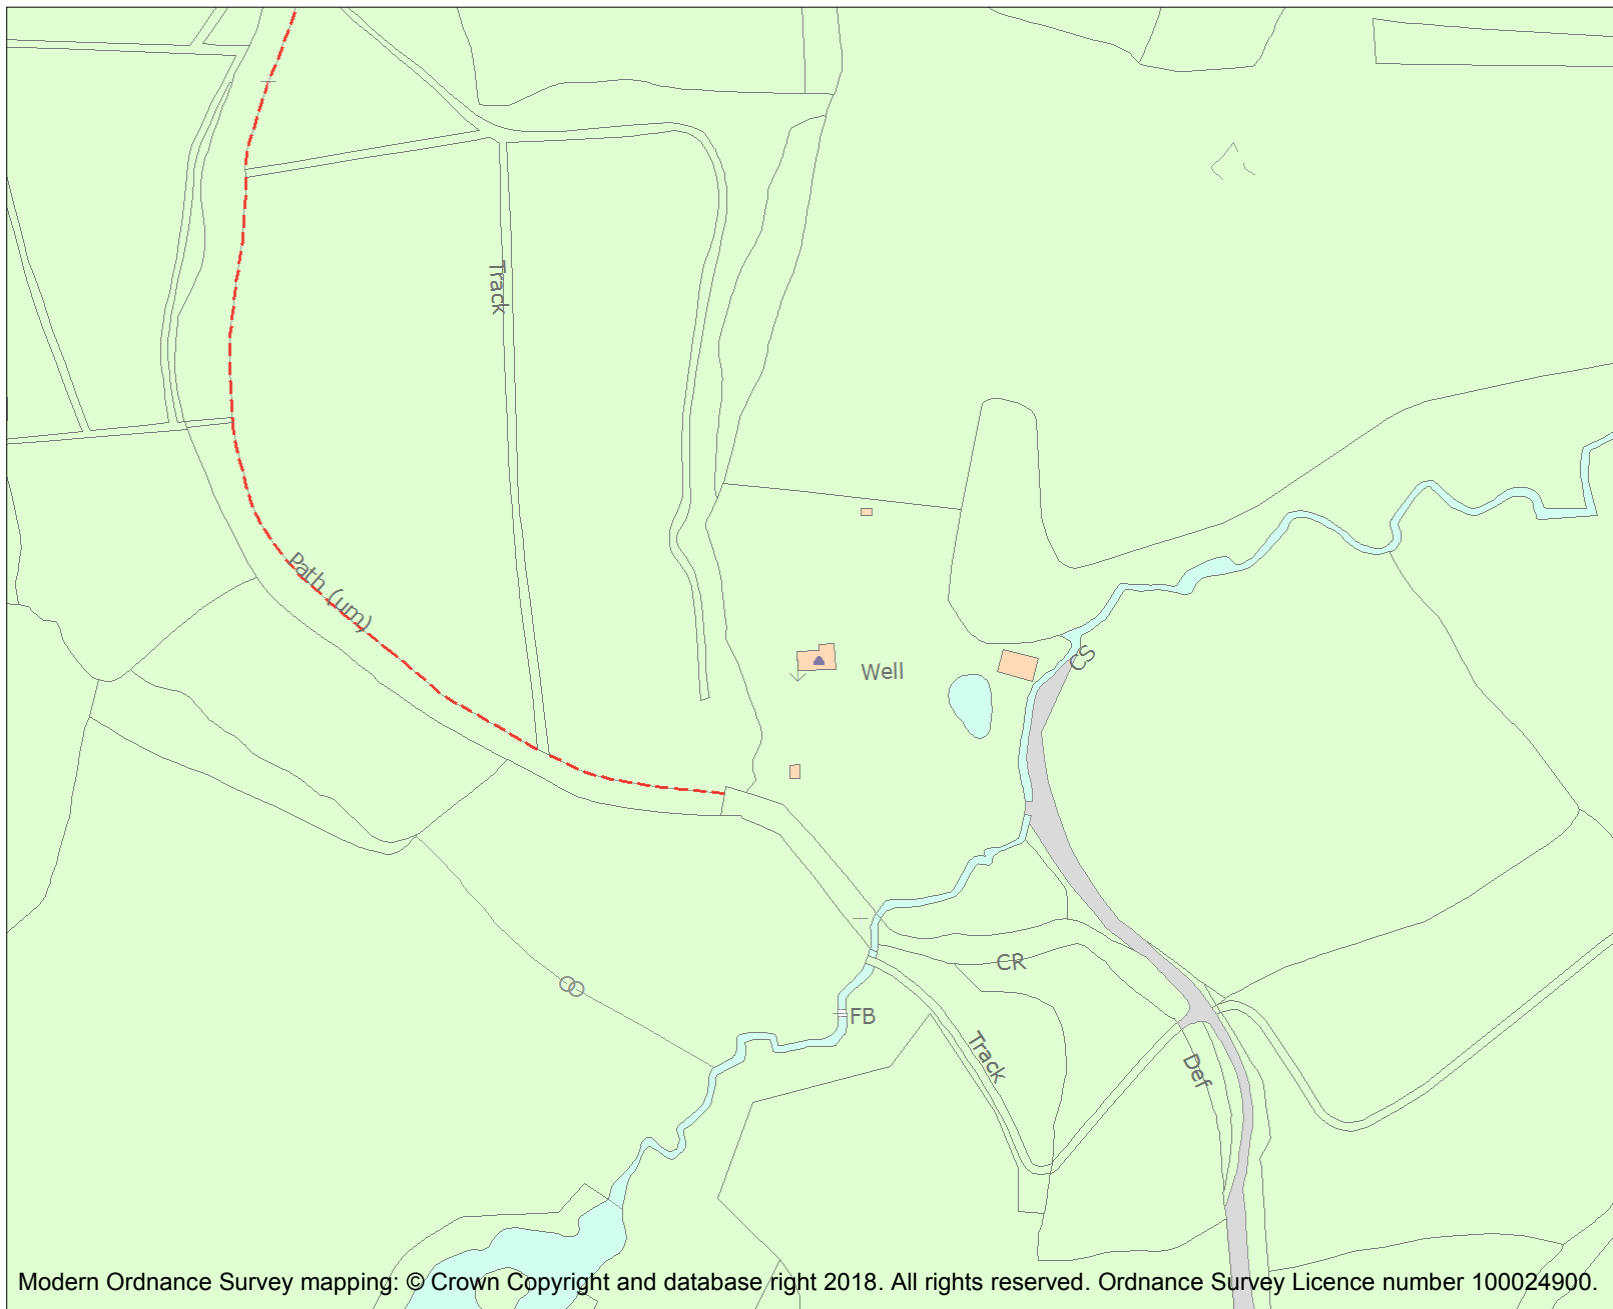 Track
Path (um)
Well
CS
CR
FB
Track
Def
Modern Ordnance Survey mapping: © Crown Copyright and database right 2018. All rights reserved. Ordnance Survey Licence number 100024900.